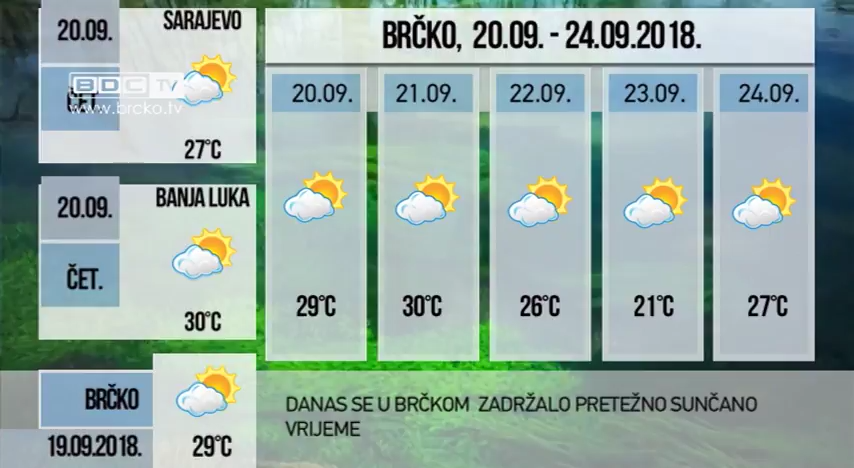 20.09.
SARAJEVO
BDC TV
ČET.
www.brcko.tv
27°C
20.09.
BANJA LUKA
ČET.
30°C
BRČKO
19.09.2018.
29°C
BRČKO, 20.09. - 24.09.2018.
20.09. 21.09. 22.09. 23.09. 24.09.
29°C 30°C 26°C 21°C 27°C
DANAS SE U BRČKOM ZADRŽALO PRETEŽNO SUNČANO
VRIJEME